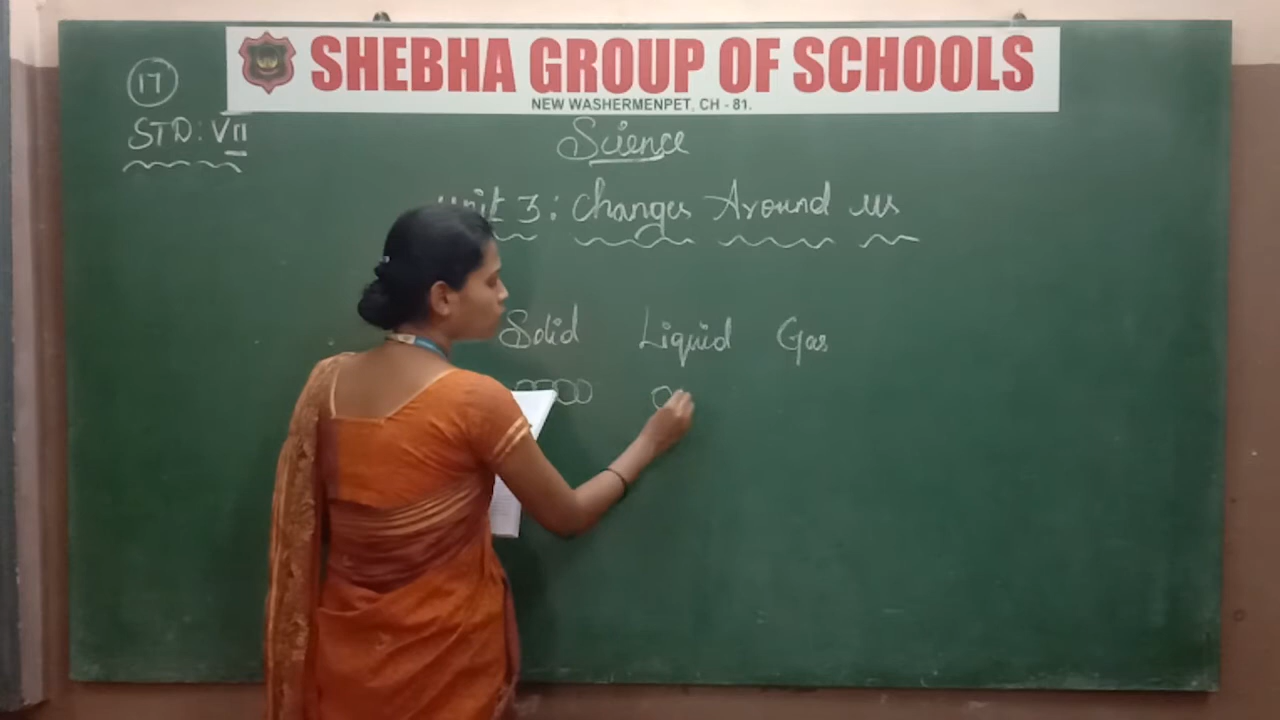 SHEBHA GROUP OF SCHOOLS
NEW WASHERMENPET, CH - 81.
17
STD: VII
Science
Unit 3: Changes Around us
Solid Liquid Gas